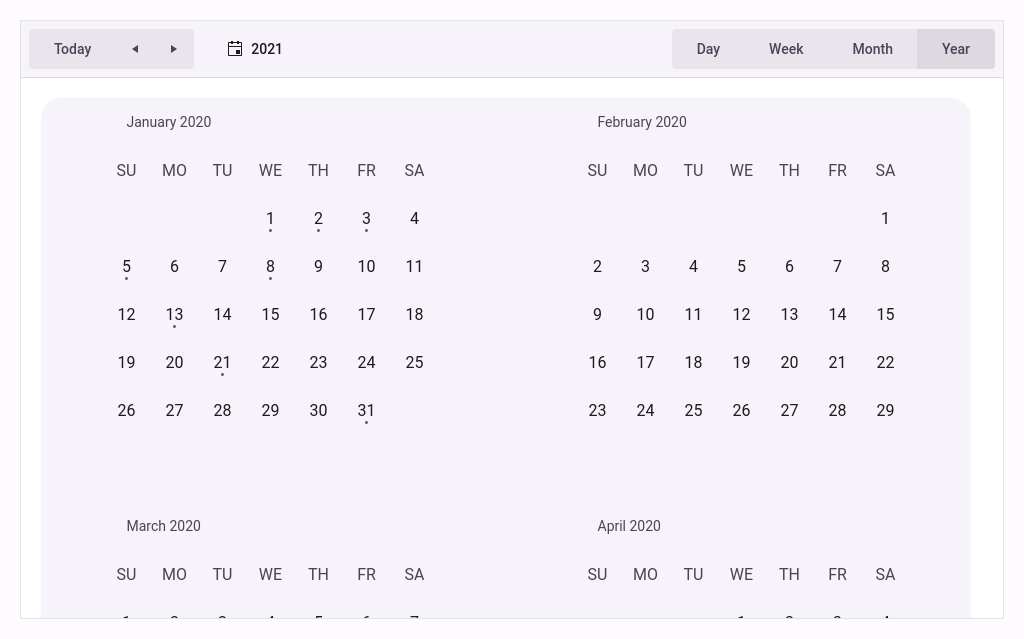 Today 2021 Day Week Month Year
January 2020
SU MO TU WE TH FR SA
1 2 3 4
5 6 7 8 9 10 11
12 13 14 15 16 17 18
19 20 21 22 23 24 25
26 27 28 29 30 31
February 2020
SU MO TU WE TH FR SA
1
2 3 4 5 6 7 8
9 10 11 12 13 14 15
16 17 18 19 20 21 22
23 24 25 26 27 28 29
March 2020
SU MO TU WE TH FR SA
April 2020
SU MO TU WE TH FR SA